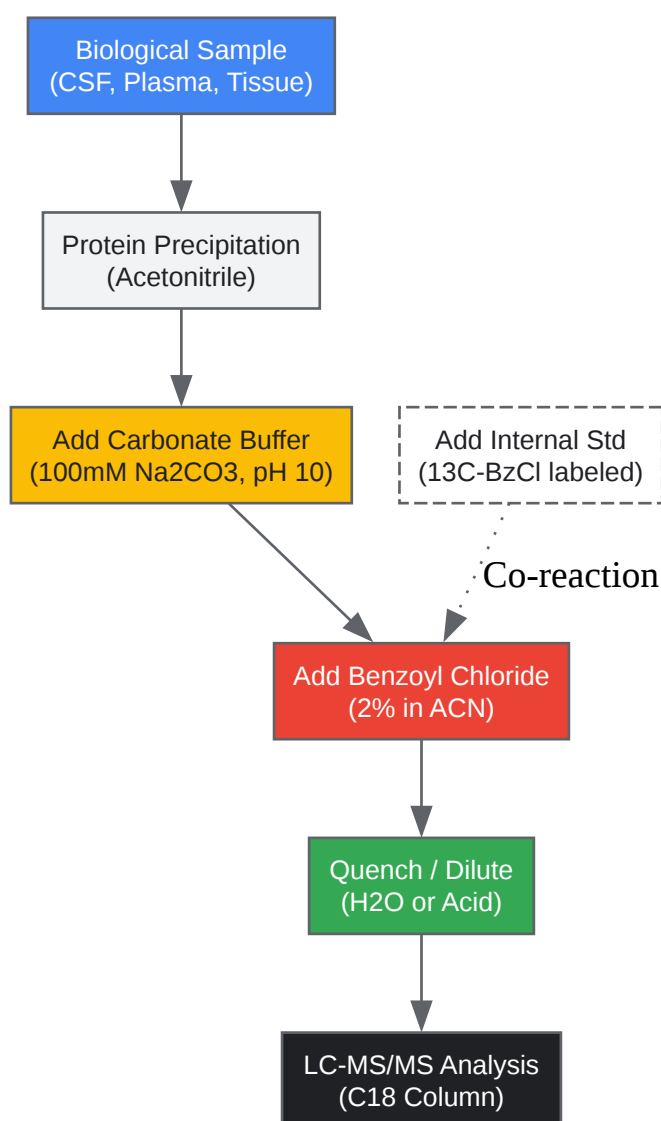 Biological Sample
(CSF, Plasma, Tissue)
Protein Precipitation
(Acetonitrile)
Add Carbonate Buffer
(100mM Na2CO3, pH 10)
Add Internal Std
(13C-BzCl labeled)
Co-reaction
Add Benzoyl Chloride
(2% in ACN)
Quench / Dilute
(H2O or Acid)
LC-MS/MS Analysis
(C18 Column)